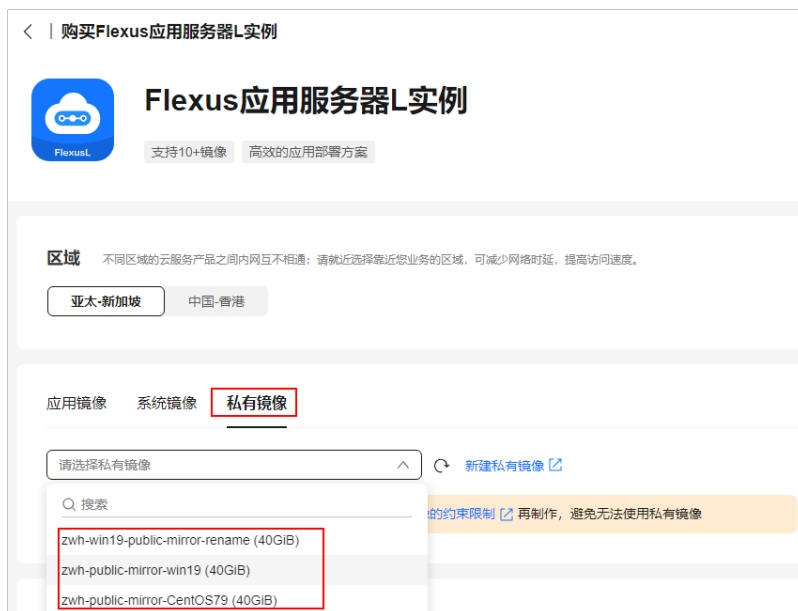 购买Flexus应用服务器L实例
Flexus应用服务器L实例
FlexusL
支持10+镜像 高效的应用部署方案
区域 不同区域的云服务产品之间内网互不相通；请就近选择靠近您业务的区域，可减少网络时延，提高访问速度。
亚太-新加坡 中国-香港
应用镜像 系统镜像 私有镜像
请选择私有镜像 新建私有镜像
搜索
的约束限制 再制作，避免无法使用私有镜像
zwh-win19-public-mirror-rename (40GiB)
zwh-public-mirror-win19 (40GiB)
zwh-public-mirror-CentOS79 (40GiB)